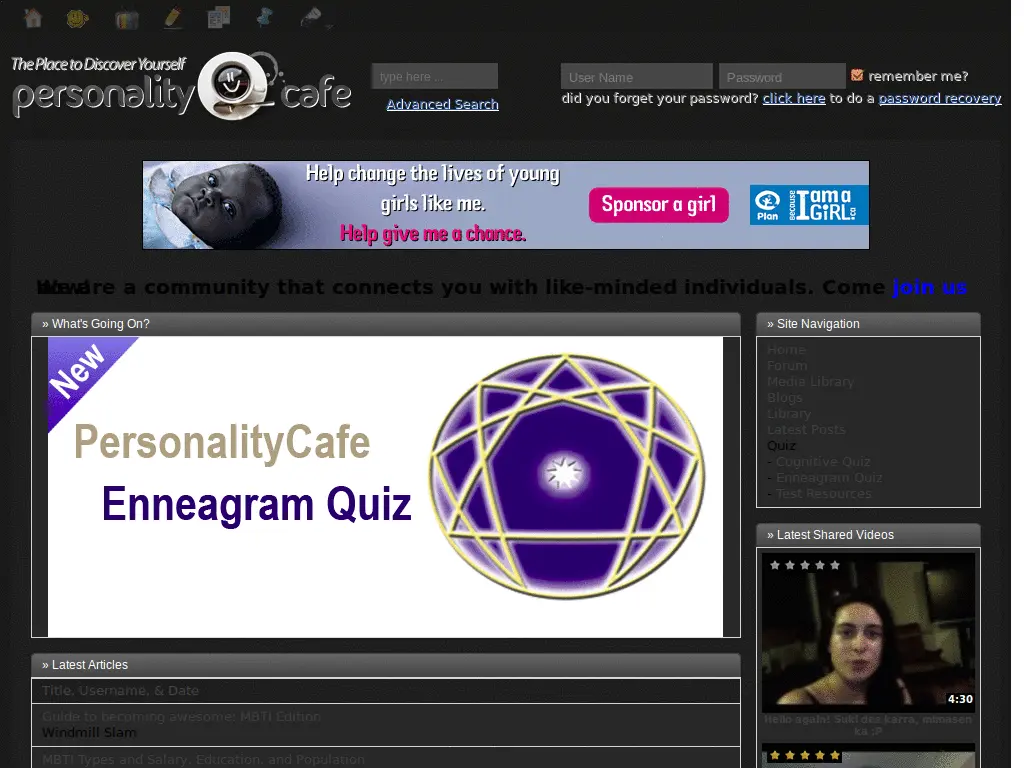 The Place to Discover Yourself
personality cafe
type here ...
Advanced Search
User Name
Password
remember me?
did you forget your password? click here to do a password recovery
Help change the lives of young
girls like me.
Help give me a chance.
Sponsor a girl
Plan
because
I am a
GiRL.ca
We are a community that connects you with like-minded individuals. Come join us
now!
» What's Going On?
New
PersonalityCafe
Enneagram Quiz
» Site Navigation
Home
Forum
Media Library
Blogs
Library
Latest Posts
Quiz
- Cognitive Quiz
- Enneagram Quiz
- Test Resources
» Latest Shared Videos
4:30
Hello again! Suki des karra, mimasen
ka :P
» Latest Articles
Title, Username, & Date
Guide to becoming awesome: MBTI Edition
Windmill Slam
MBTI Types and Salary, Education, and Population